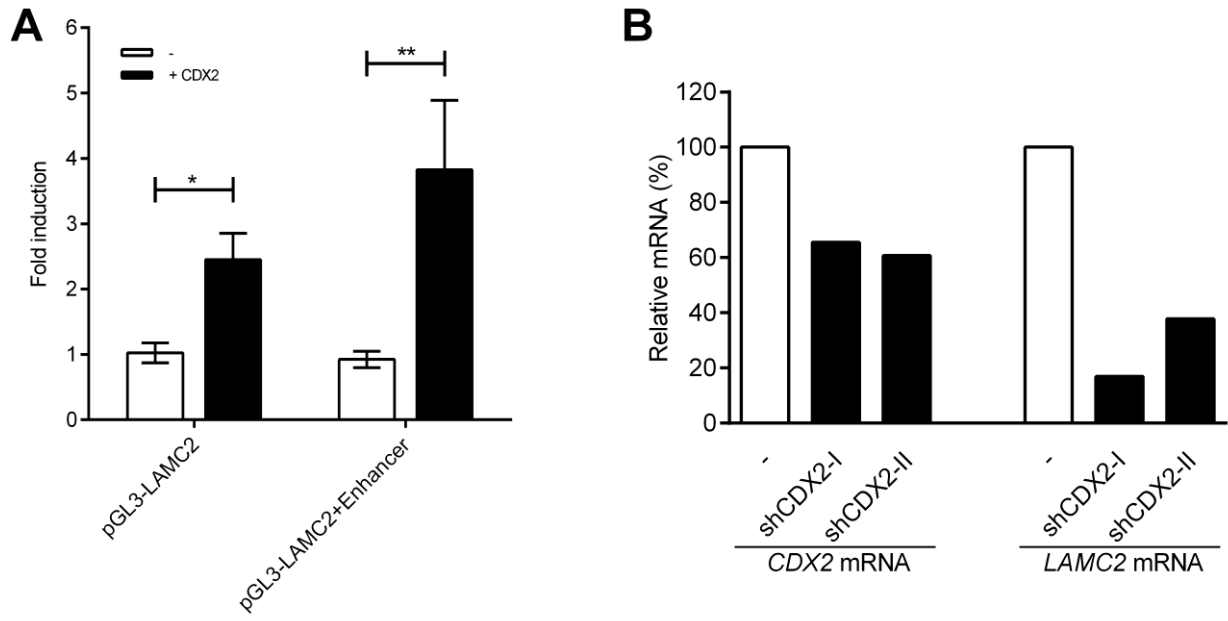 A
6
5
4
3
2
1
0
Fold induction
-
+ CDX2
*
**
pGL3-LAMC2
pGL3-LAMC2+Enhancer
B
120
100
80
60
40
20
0
Relative mRNA (%)
-
shCDX2-I
shCDX2-II
-
shCDX2-I
shCDX2-II
CDX2 mRNA
LAMC2 mRNA